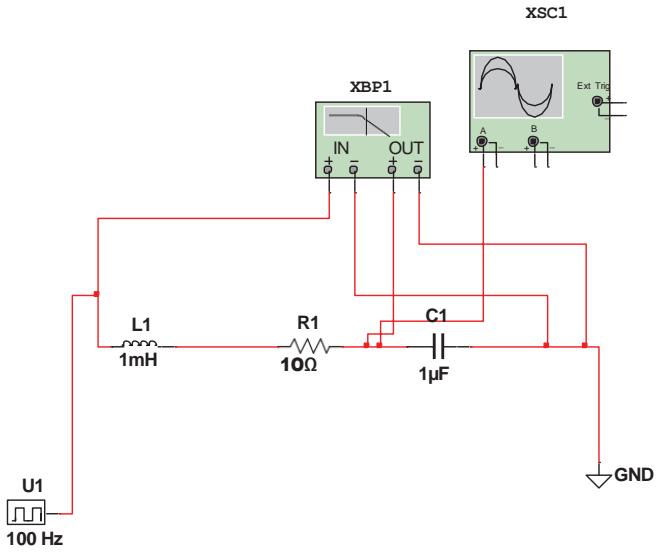 XSC1
XBP1
Ext Trig
+
−
A
B
+ − + −
IN OUT
+ − + −
L1
1mH
R1
10Ω
C1
1µF
U1
100 Hz
GND